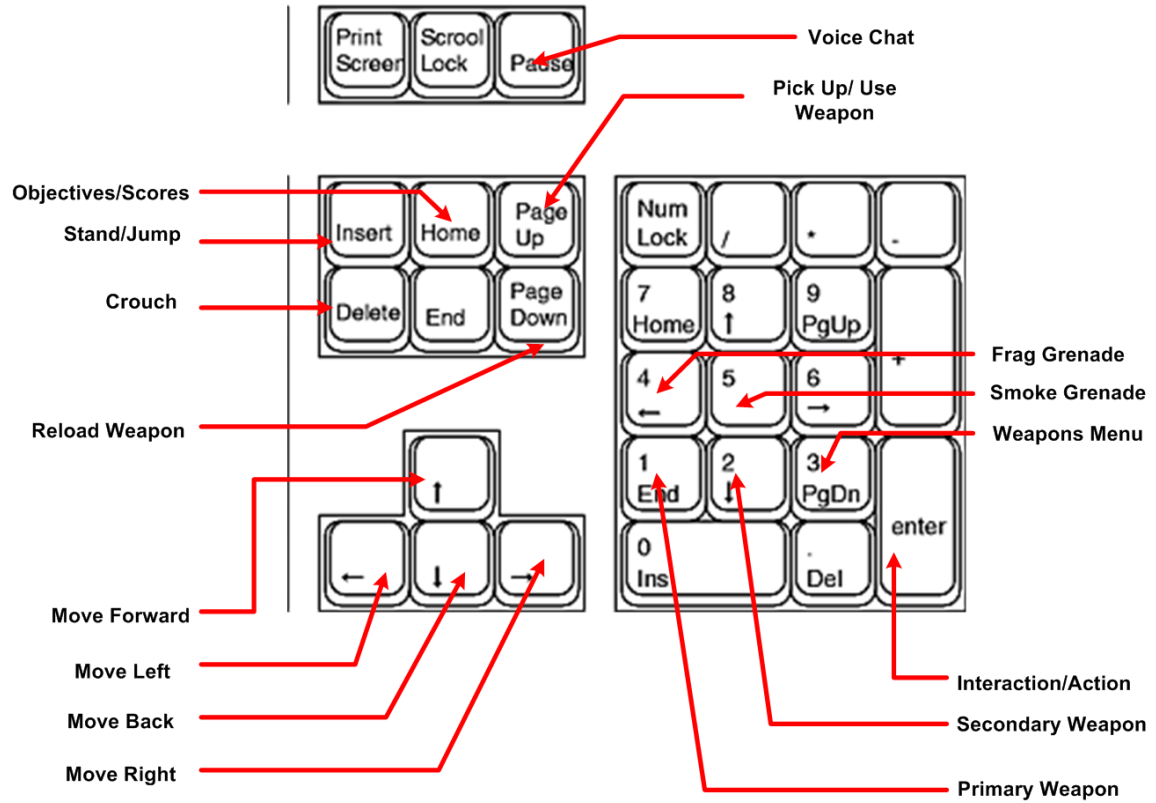 Print
Screen
Scrool
Lock
Pause
Voice Chat
Pick Up/ Use
Weapon
Objectives/Scores
Stand/Jump
Crouch
Reload Weapon
Insert
Home
Page
Up
Delete
End
Page
Down
Num
Lock
/
*
-
7
Home
8
↑
9
PgUp
+
4
←
5
6
→
1
End
2
↓
3
PgDn
enter
0
Ins
.
Del
Frag Grenade
Smoke Grenade
Weapons Menu
↑
←
↓
→
Move Forward
Move Left
Move Back
Move Right
Interaction/Action
Secondary Weapon
Primary Weapon